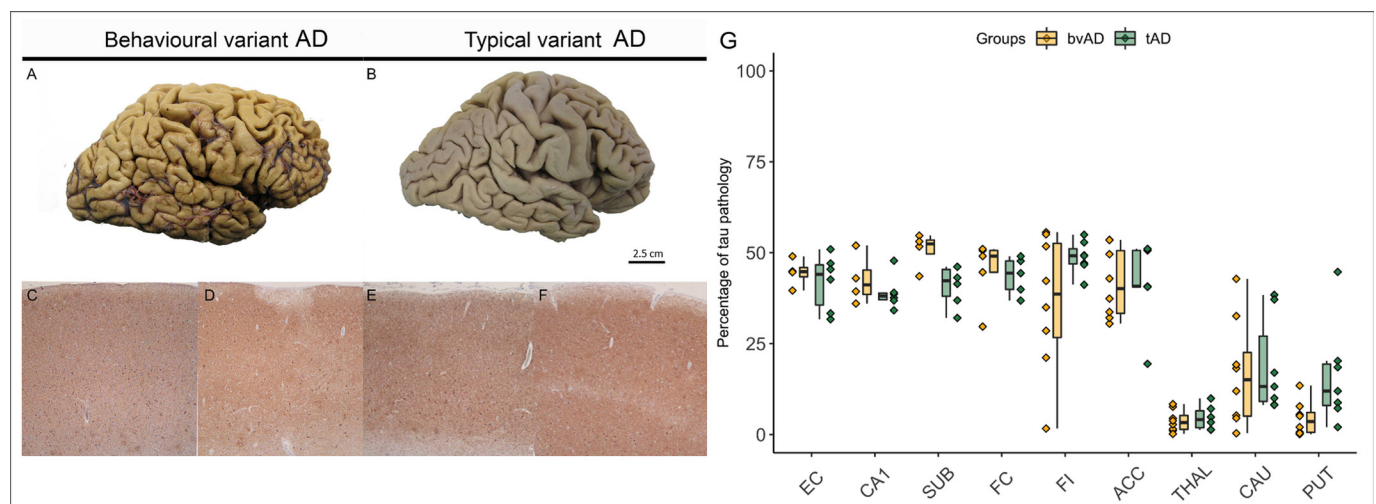 Behavioural variant AD
Typical variant AD
A
B
2.5 cm
C
D
E
F
G
Groups bvAD tAD
Percentage of tau pathology
100
75
50
25
0
EC
CA1
SUB
FC
FI
ACC
THAL
CAU
PUT